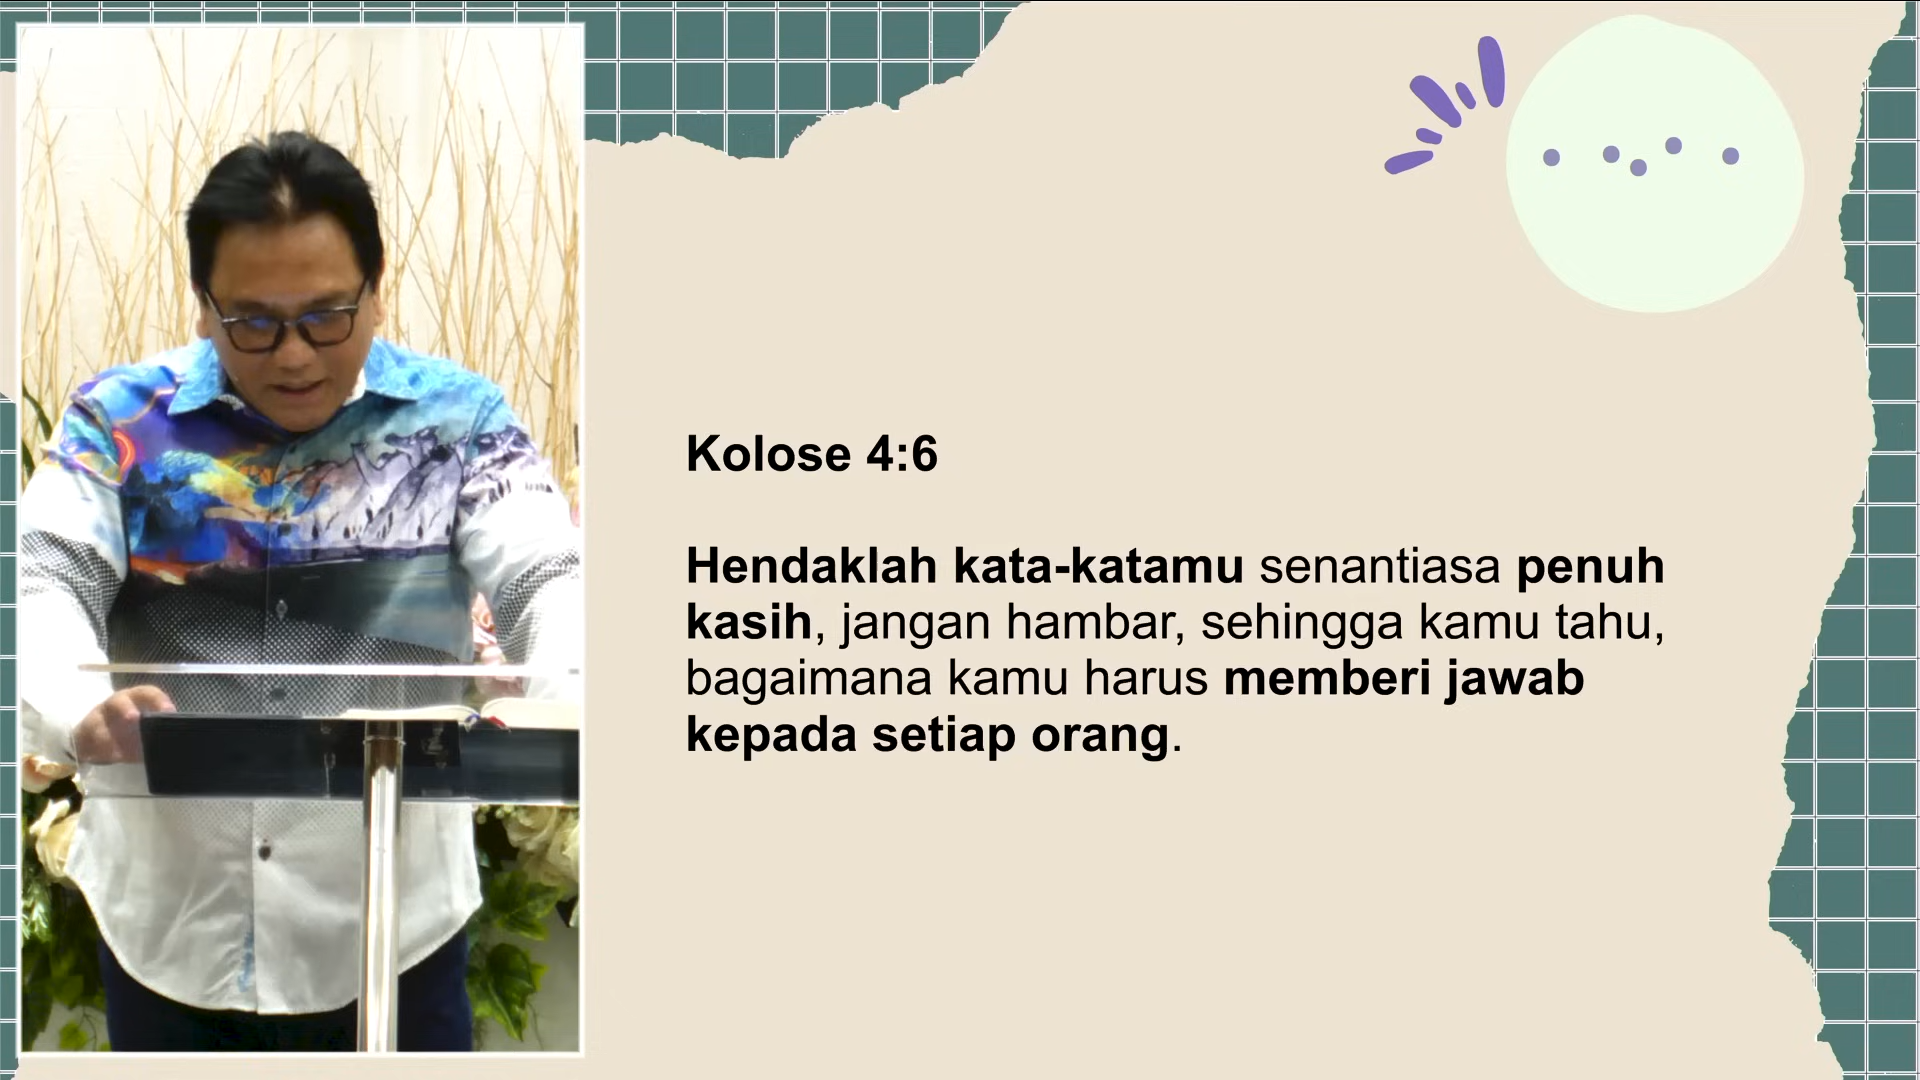 Kolose 4:6
Hendaklah kata-katamu senantiasa penuh
kasih, jangan hambar, sehingga kamu tahu,
bagaimana kamu harus memberi jawab
kepada setiap orang.